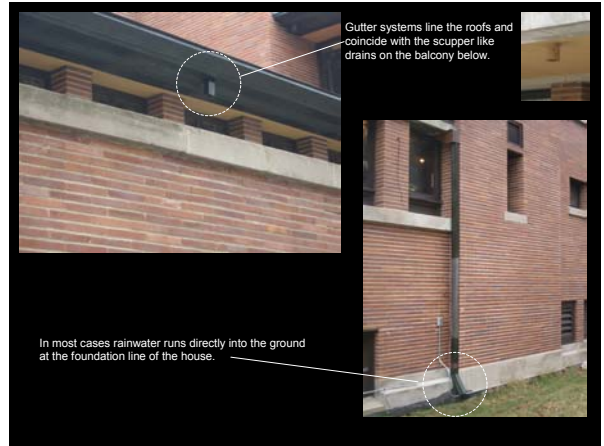 Gutter systems line the roofs and
coincide with the scupper like
drains on the balcony below.
In most cases rainwater runs directly into the ground
at the foundation line of the house.